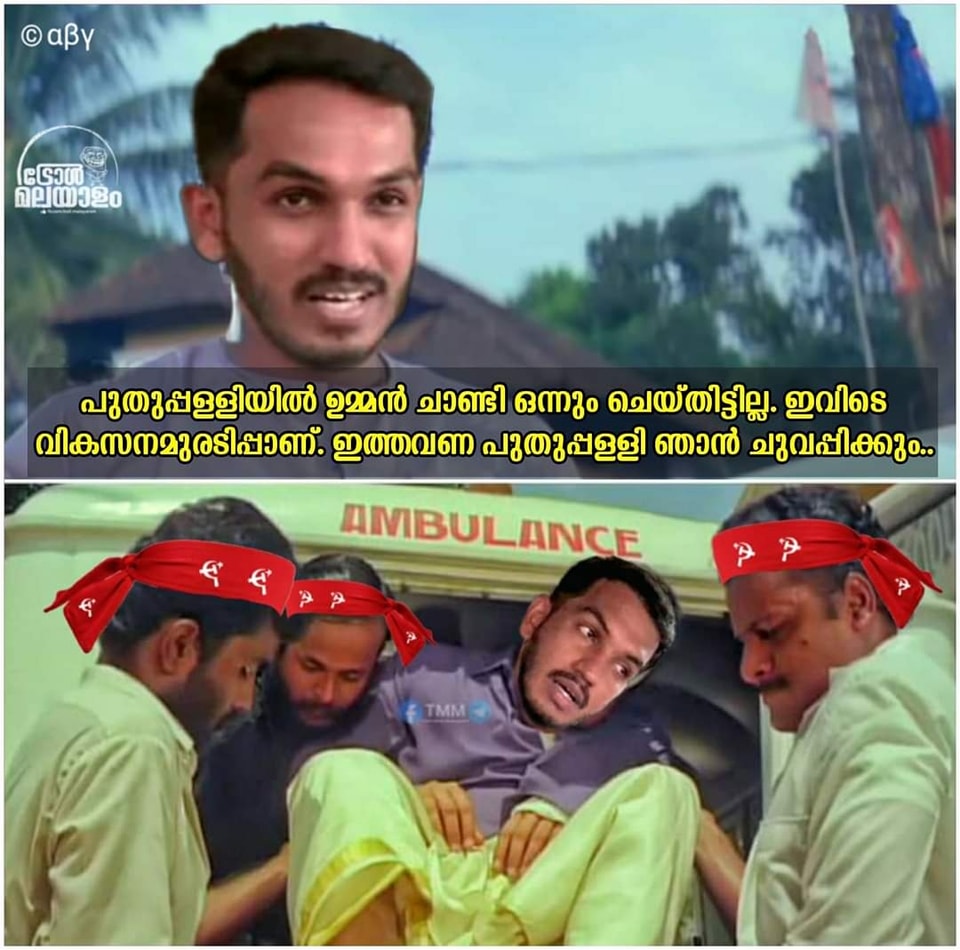 © αβγ
ട്രോൾ
മലയാളം
പുതുപ്പള്ളിയിൽ ഉമ്മൻ ചാണ്ടി ഒന്നും ചെയ്തിട്ടില്ല. ഇവിടെ
വികസനമുരടിപ്പാണ്. ഇത്തവണ പുതുപ്പള്ളി ഞാൻ ചുവപ്പിക്കും..
AMBULANCE
TMM